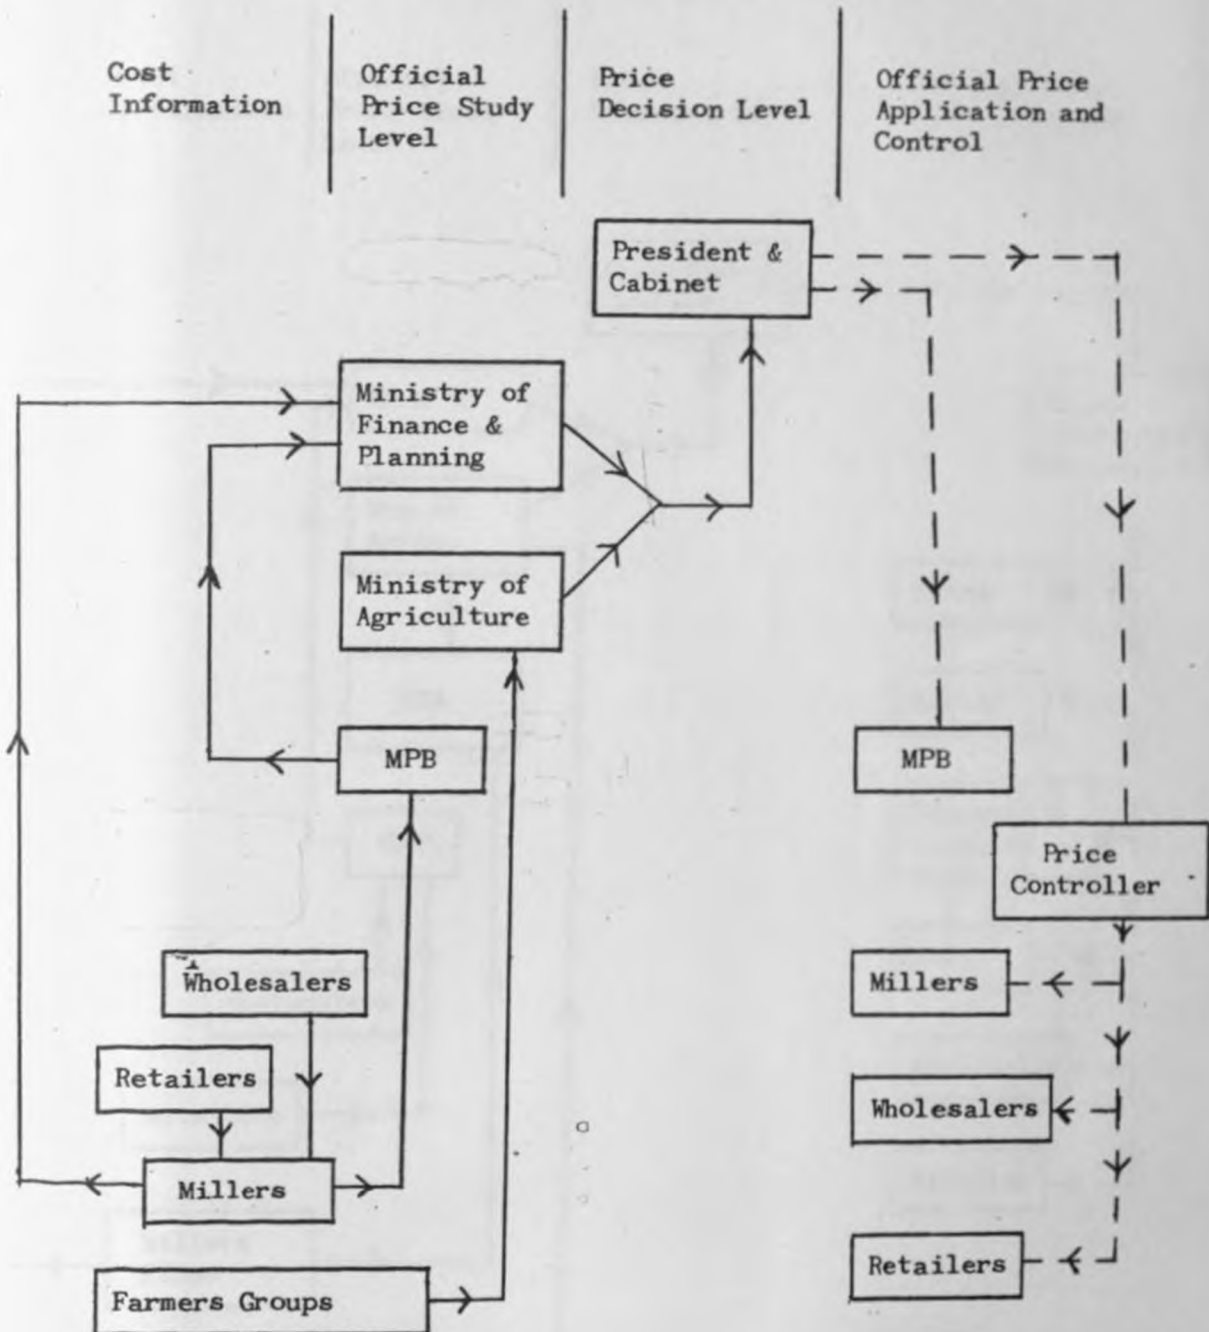 Cost
Information
Official
Price Study
Level
Price
Decision Level
Official Price
Application and
Control
President &
Cabinet
Ministry of
Finance &
Planning
Ministry of
Agriculture
MPB
MPB
Price
Controller
Wholesalers
Millers
Retailers
Wholesalers
Millers
Retailers
Farmers Groups